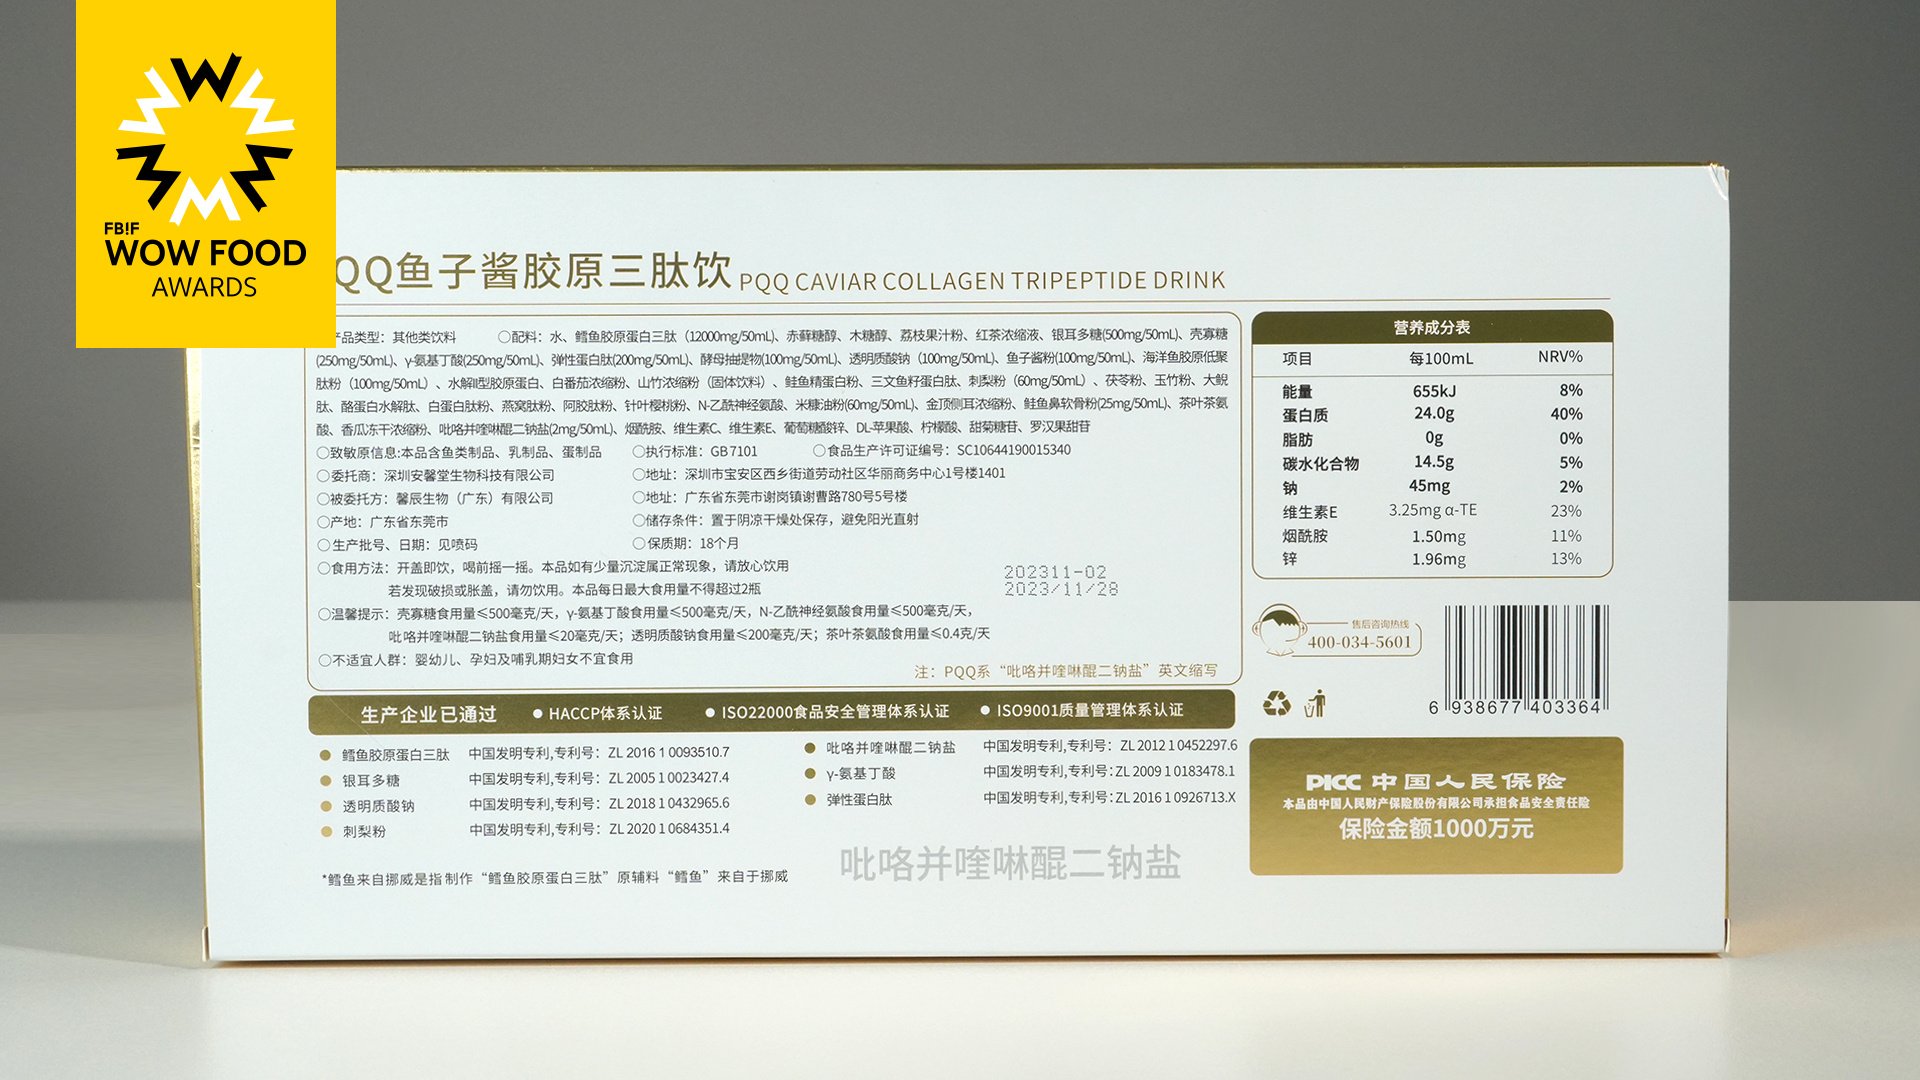 FB!F
WOW FOOD
AWARDS
QQ鱼子酱胶原三肽饮 PQQ CAVIAR COLLAGEN TRIPEPTIDE DRINK
产品类型：其他类饮料 ○配料：水、鳕鱼胶原蛋白三肽（12000mg/50mL)、赤藓糖醇、木糖醇、荔枝果汁粉、红茶浓缩液、银耳多糖(500mg/50mL)、壳寡糖
(250mg/50mL)、γ-氨基丁酸(250mg/50mL)、弹性蛋白肽(200mg/50mL)、酵母抽提物(100mg/50mL)、透明质酸钠（100mg/50mL)、鱼子酱粉(100mg/50mL)、海洋鱼胶原低聚
肽粉（100mg/50mL）、水解II型胶原蛋白、白番茄浓缩粉、山竹浓缩粉（固体饮料）、鲑鱼精蛋白粉、三文鱼籽蛋白肽、刺梨粉（60mg/50mL）、茯苓粉、玉竹粉、大鲵
肽、酪蛋白水解肽、白蛋白肽粉、燕窝肽粉、阿胶肽粉、针叶樱桃粉、N-乙酰神经氨酸、米糠油粉(60mg/50mL)、金顶侧耳浓缩粉、鲑鱼鼻软骨粉(25mg/50mL)、茶叶茶氨
酸、香瓜冻干浓缩粉、吡咯并喹啉醌二钠盐(2mg/50mL)、烟酰胺、维生素C、维生素E、葡萄糖酸锌、DL-苹果酸、柠檬酸、甜菊糖苷、罗汉果甜苷
○致敏原信息:本品含鱼类制品、乳制品、蛋制品 ○执行标准：GB 7101 ○食品生产许可证编号：SC10644190015340
○委托商：深圳安馨堂生物科技有限公司 ○地址：深圳市宝安区西乡街道劳动社区华丽商务中心1号楼1401
○被委托方：馨辰生物（广东）有限公司 ○地址：广东省东莞市谢岗镇谢曹路780号5号楼
○产地：广东省东莞市 ○储存条件：置于阴凉干燥处保存，避免阳光直射
○生产批号、日期：见喷码 ○保质期：18个月
○食用方法：开盖即饮，喝前摇一摇。本品如有少量沉淀属正常现象，请放心饮用
若发现破损或胀盖，请勿饮用。本品每日最大食用量不得超过2瓶
202311-02
2023/11/28
○温馨提示：壳寡糖食用量≤500毫克/天，γ-氨基丁酸食用量≤500毫克/天，N-乙酰神经氨酸食用量≤500毫克/天，
吡咯并喹啉醌二钠盐食用量≤20毫克/天；透明质酸钠食用量≤200毫克/天；茶叶茶氨酸食用量≤0.4克/天
○不适宜人群：婴幼儿、孕妇及哺乳期妇女不宜食用
注：PQQ系“吡咯并喹啉醌二钠盐”英文缩写
营养成分表
项目 每100mL NRV%
能量 655kJ 8%
蛋白质 24.0g 40%
脂肪 0g 0%
碳水化合物 14.5g 5%
钠 45mg 2%
维生素E 3.25mg α-TE 23%
烟酰胺 1.50mg 11%
锌 1.96mg 13%
售后咨询热线
400-034-5601
6 938677 403364
生产企业已通过 ●HACCP体系认证 ●ISO22000食品安全管理体系认证 ●ISO9001质量管理体系认证
鳕鱼胶原蛋白三肽 中国发明专利,专利号：ZL 2016 1 0093510.7
银耳多糖 中国发明专利,专利号：ZL 2005 1 0023427.4
透明质酸钠 中国发明专利,专利号：ZL 2018 1 0432965.6
刺梨粉 中国发明专利,专利号：ZL 2020 1 0684351.4
吡咯并喹啉醌二钠盐 中国发明专利,专利号：ZL 2012 1 0452297.6
γ-氨基丁酸 中国发明专利,专利号：ZL 2009 1 0183478.1
弹性蛋白肽 中国发明专利,专利号：ZL 2016 1 0926713.X
*鳕鱼来自挪威是指制作“鳕鱼胶原蛋白三肽”原辅料“鳕鱼”来自于挪威
吡咯并喹啉醌二钠盐
PICC 中国人民保险
本品由中国人民财产保险股份有限公司承担食品安全责任险
保险金额1000万元